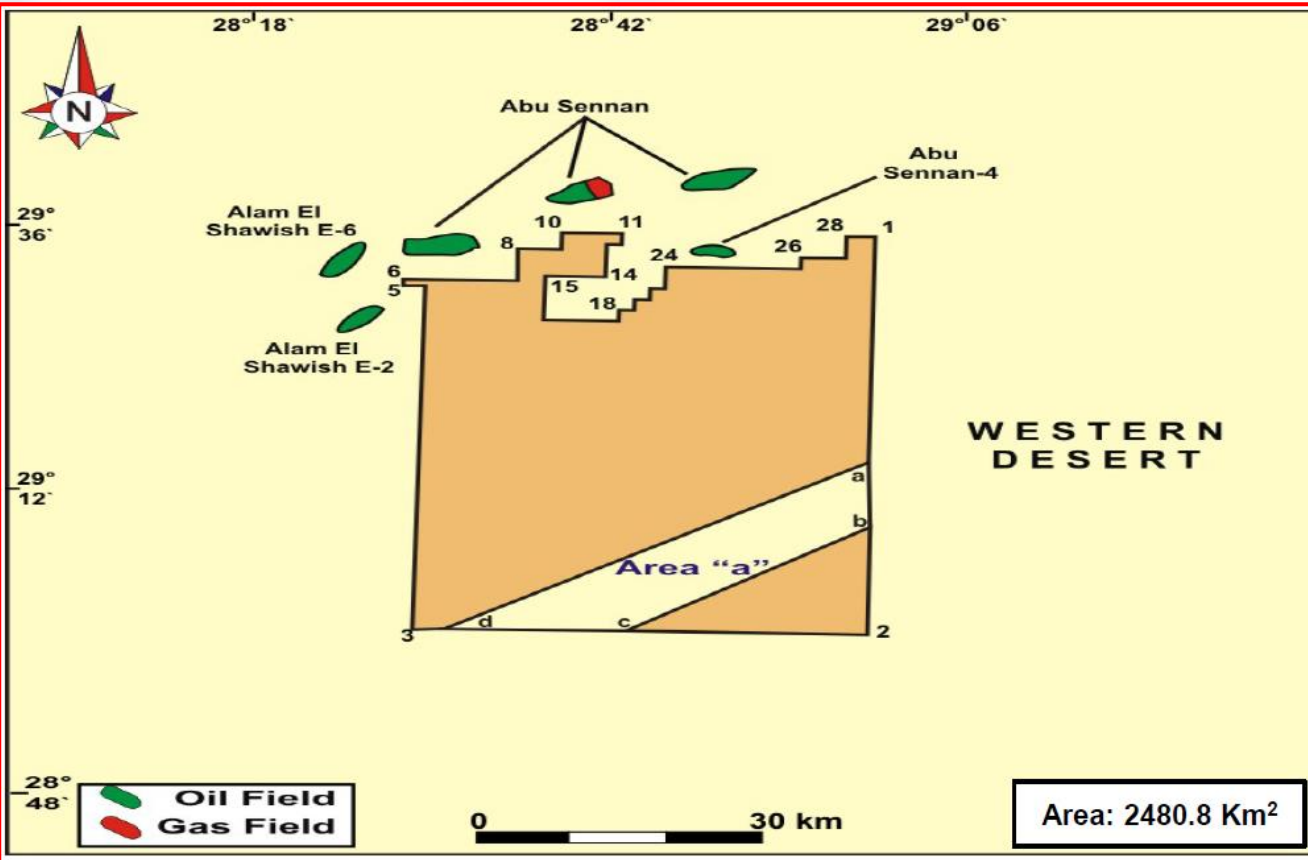 28° 18`
28° 42`
29° 06`
N
Abu Sennan
Abu
Sennan-4
Alam El
Shawish E-6
29°
36`
10
11
28
1
8
26
24
6
5
14
15
18
Alam El
Shawish E-2
WESTERN
DESERT
29°
12`
a
b
Area “a”
d
c
3
2
28°
48`
Oil Field
Gas Field
0
30 km
Area: 2480.8 Km²